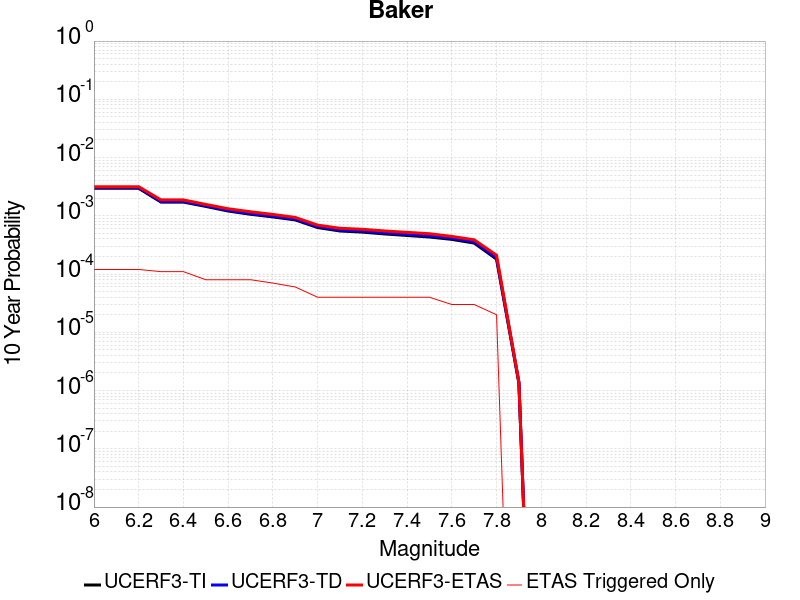 Baker
10 0
10 -1
10 -2
10 -3
10 -4
10 -5
10 -6
10 -7
10 -8
10 Year Probability
6 6.2 6.4 6.6 6.8 7 7.2 7.4 7.6 7.8 8 8.2 8.4 8.6 8.8 9
Magnitude
UCERF3-TI UCERF3-TD UCERF3-ETAS ETAS Triggered Only